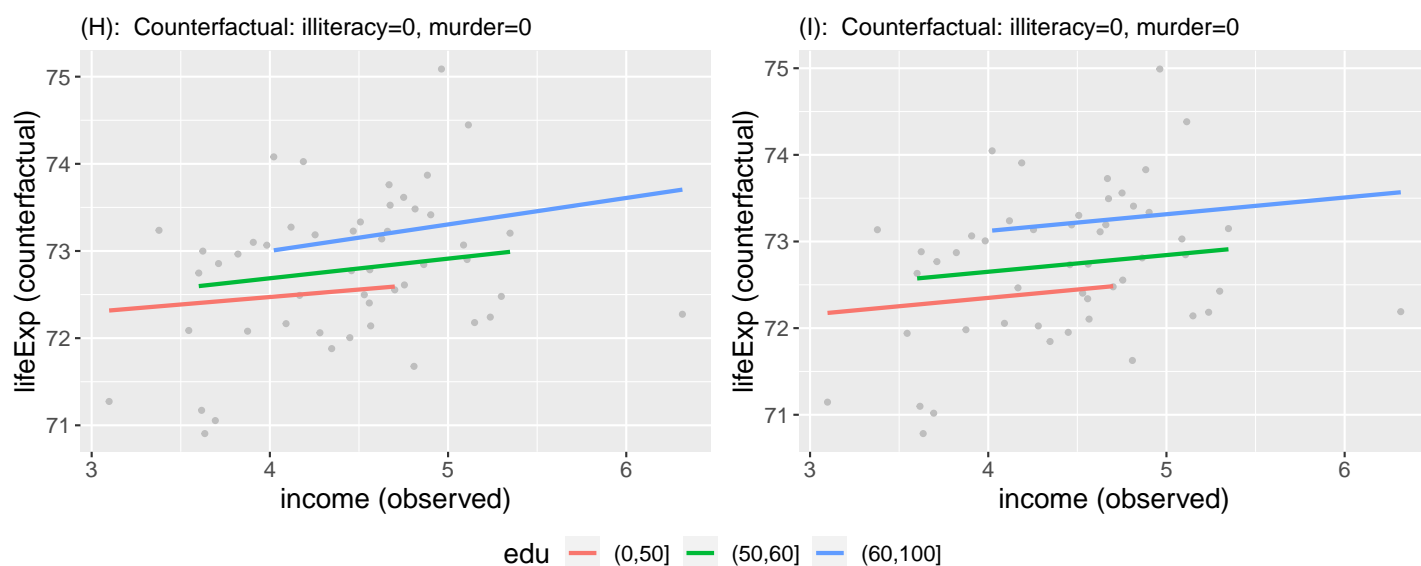 (H):  Counterfactual: illiteracy=0, murder=0
75
74
73
72
71
lifeExp (counterfactual)
3 4 5 6
income (observed)
(I):  Counterfactual: illiteracy=0, murder=0
75
74
73
72
71
lifeExp (counterfactual)
3 4 5 6
income (observed)
edu (0,50] (50,60] (60,100]